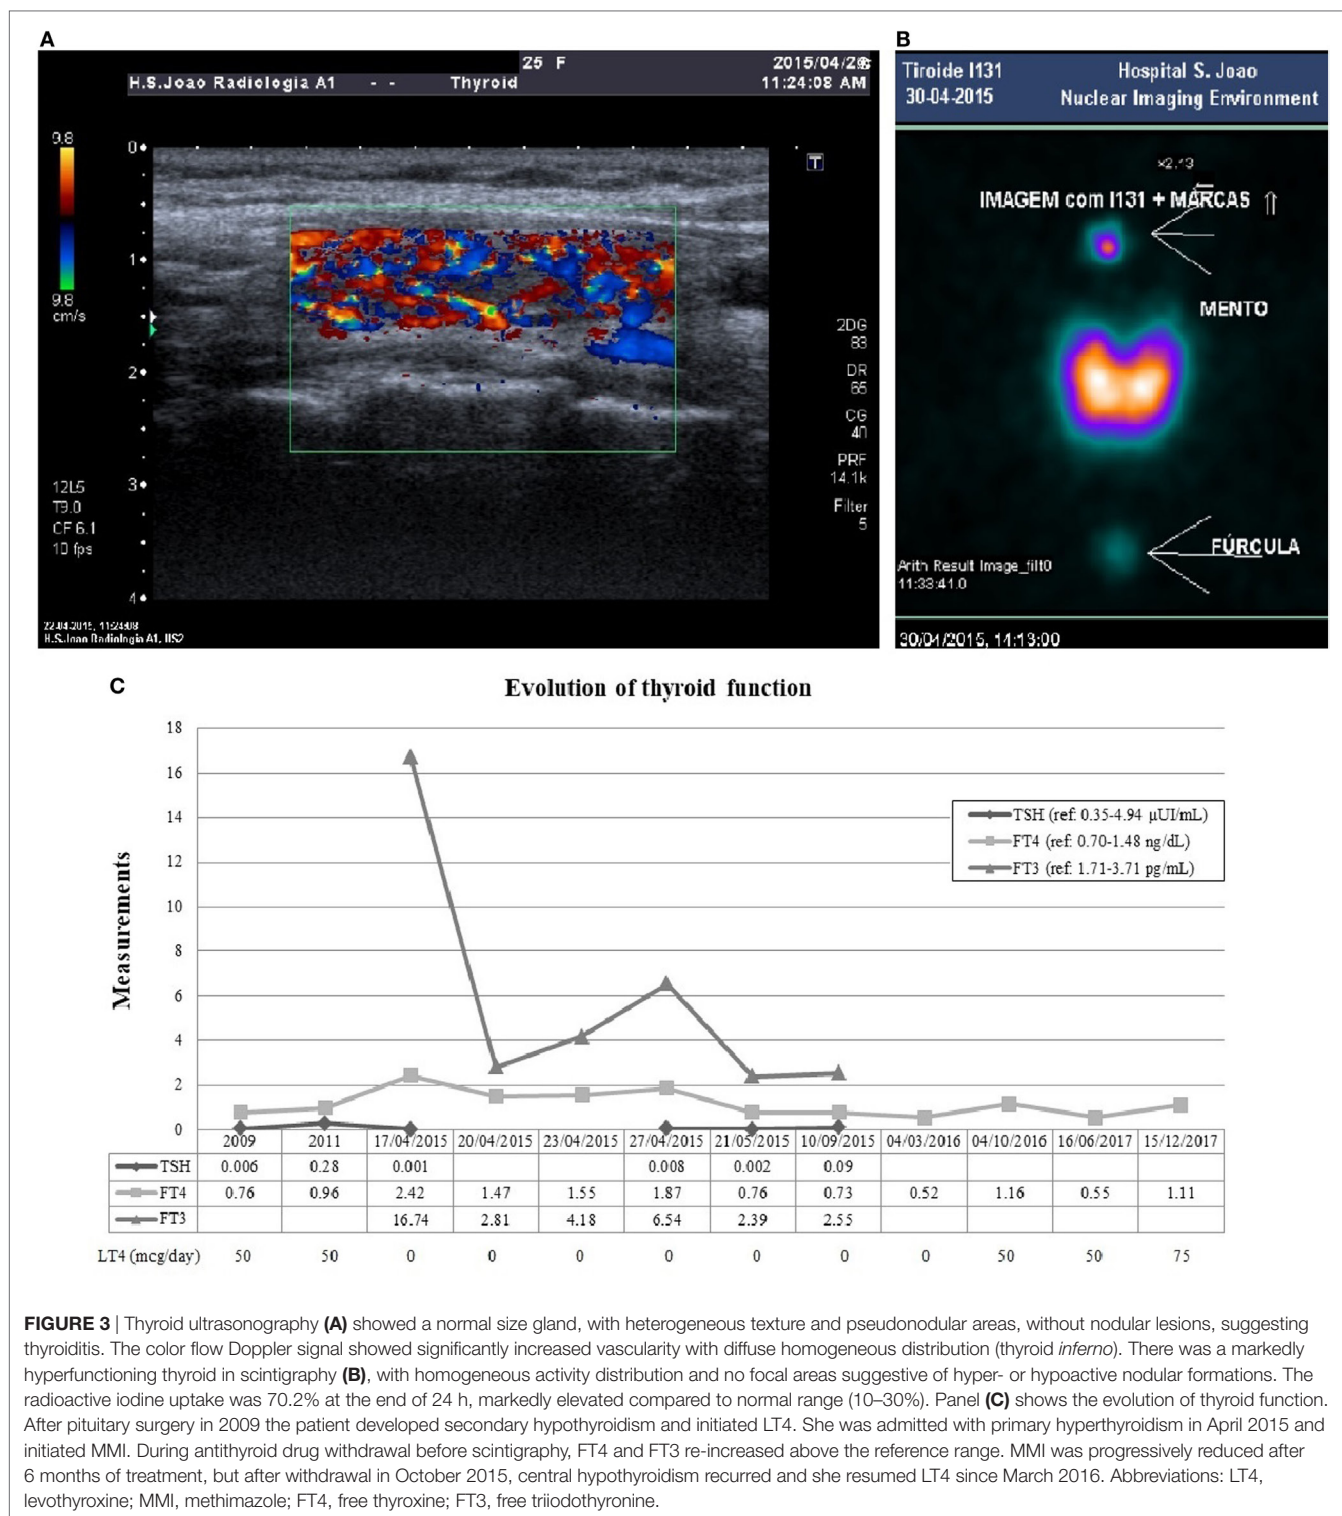 A
25 F
2015/04/2
H.S.Joao Radiologia A1 - - Thyroid
11:24:08 AM
9.8
9.8
cm/s
0
1
2
3
4
T
2DG
83
DR
65
CG
40
PRF
14.1k
Filter
5
12L5
T9.0
CF 6.1
10 fps
22-04-2015, 11:24:08
H.S.Joao Radiologia A1, US2
B
Tiroide I131
30-04-2015
Hospital S. Joao
Nuclear Imaging Environment
x2.13
IMAGEM com I131 + MARCAS ⇑
MENTO
FÚRCULA
Arith Result Image_filt0
11:33:41.0
30/04/2015, 14:13:00
C
Evolution of thyroid function
Measurements
18
16
14
12
10
8
6
4
2
0
TSH (ref: 0.35-4.94 µUI/mL)
FT4 (ref: 0.70-1.48 ng/dL)
FT3 (ref: 1.71-3.71 pg/mL)
2009 2011 17/04/2015 20/04/2015 23/04/2015 27/04/2015 21/05/2015 10/09/2015 04/03/2016 04/10/2016 16/06/2017 15/12/2017
TSH 0.006 0.28 0.001 0.008 0.002 0.09
FT4 0.76 0.96 2.42 1.47 1.55 1.87 0.76 0.73 0.52 1.16 0.55 1.11
FT3 16.74 2.81 4.18 6.54 2.39 2.55
LT4 (mcg/day) 50 50 0 0 0 0 0 0 0 50 50 75
FIGURE 3 | Thyroid ultrasonography (A) showed a normal size gland, with heterogeneous texture and pseudonodular areas, without nodular lesions, suggesting
thyroiditis. The color flow Doppler signal showed significantly increased vascularity with diffuse homogeneous distribution (thyroid inferno). There was a markedly
hyperfunctioning thyroid in scintigraphy (B), with homogeneous activity distribution and no focal areas suggestive of hyper- or hypoactive nodular formations. The
radioactive iodine uptake was 70.2% at the end of 24 h, markedly elevated compared to normal range (10–30%). Panel (C) shows the evolution of thyroid function.
After pituitary surgery in 2009 the patient developed secondary hypothyroidism and initiated LT4. She was admitted with primary hyperthyroidism in April 2015 and
initiated MMI. During antithyroid drug withdrawal before scintigraphy, FT4 and FT3 re-increased above the reference range. MMI was progressively reduced after
6 months of treatment, but after withdrawal in October 2015, central hypothyroidism recurred and she resumed LT4 since March 2016. Abbreviations: LT4,
levothyroxine; MMI, methimazole; FT4, free thyroxine; FT3, free triiodothyronine.